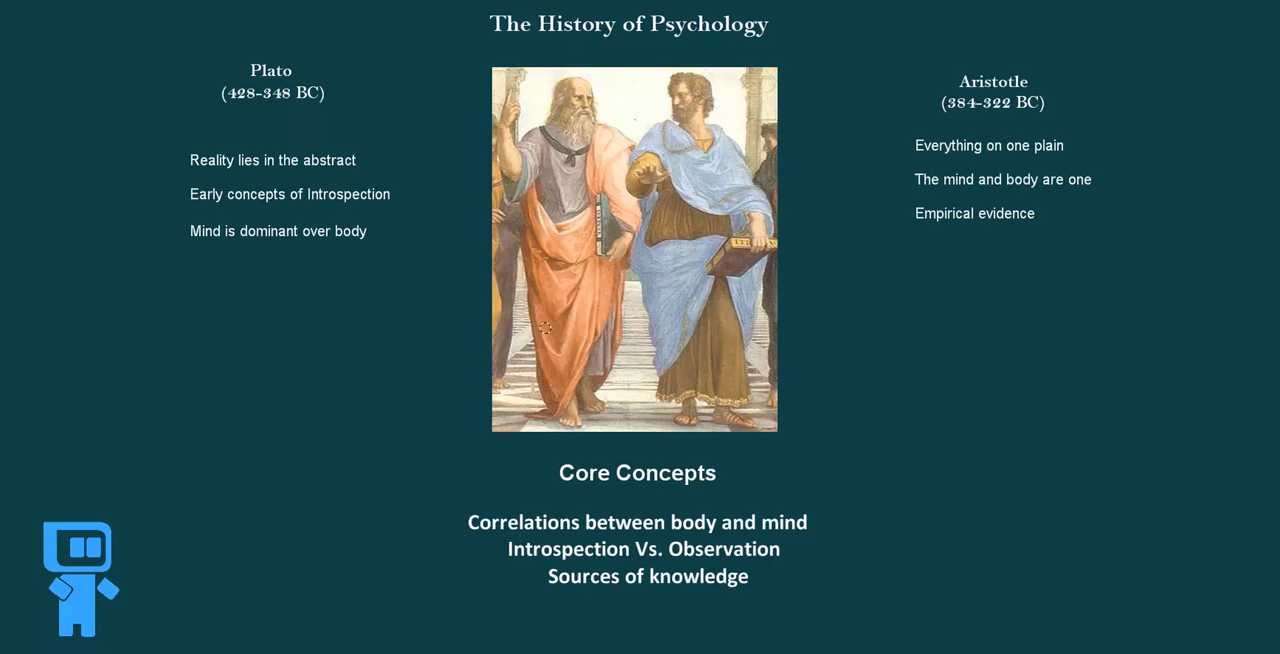 The History of Psychology
Plato
(428-348 BC)
Reality lies in the abstract
Early concepts of Introspection
Mind is dominant over body
Aristotle
(384-322 BC)
Everything on one plain
The mind and body are one
Empirical evidence
Core Concepts
Correlations between body and mind
Introspection Vs. Observation
Sources of knowledge